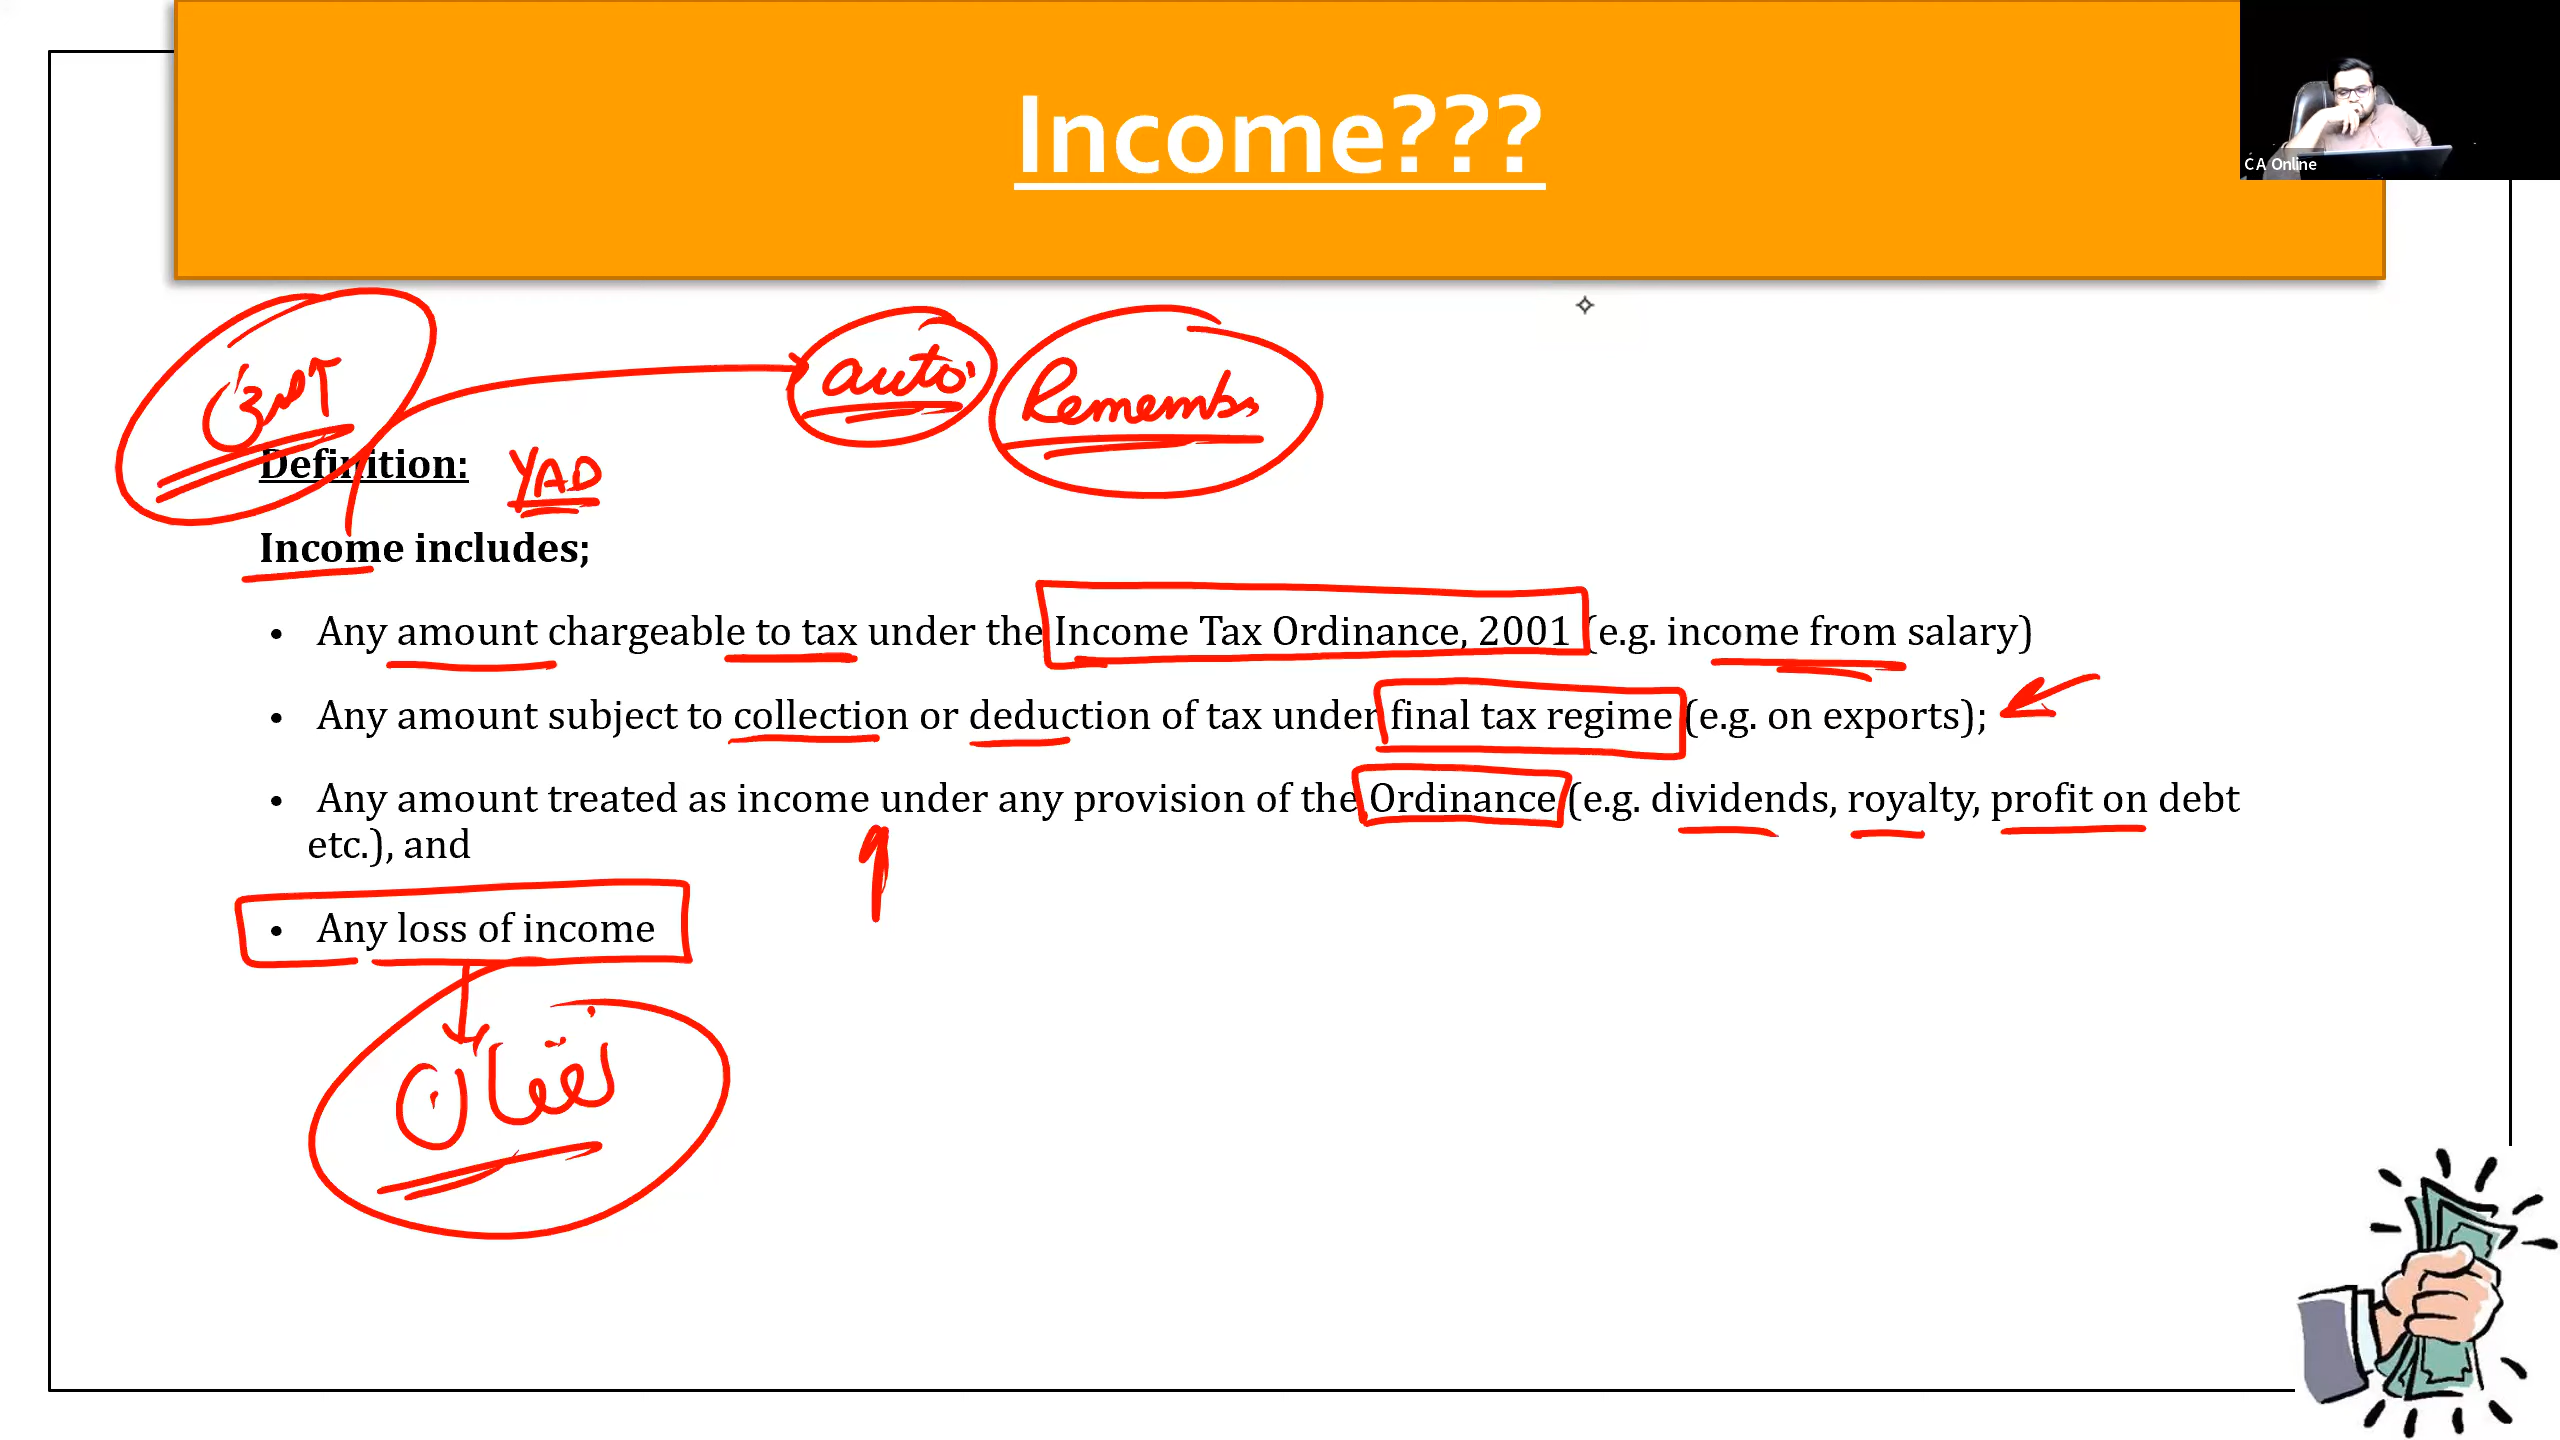 Income???
CA Online
آمدن auto. Remember
Definition: YAD
Income includes;
• Any amount chargeable to tax under the Income Tax Ordinance, 2001 (e.g. income from salary)
• Any amount subject to collection or deduction of tax under final tax regime (e.g. on exports);
• Any amount treated as income under any provision of the Ordinance (e.g. dividends, royalty, profit on debt
etc.), and
• Any loss of income
نقصان